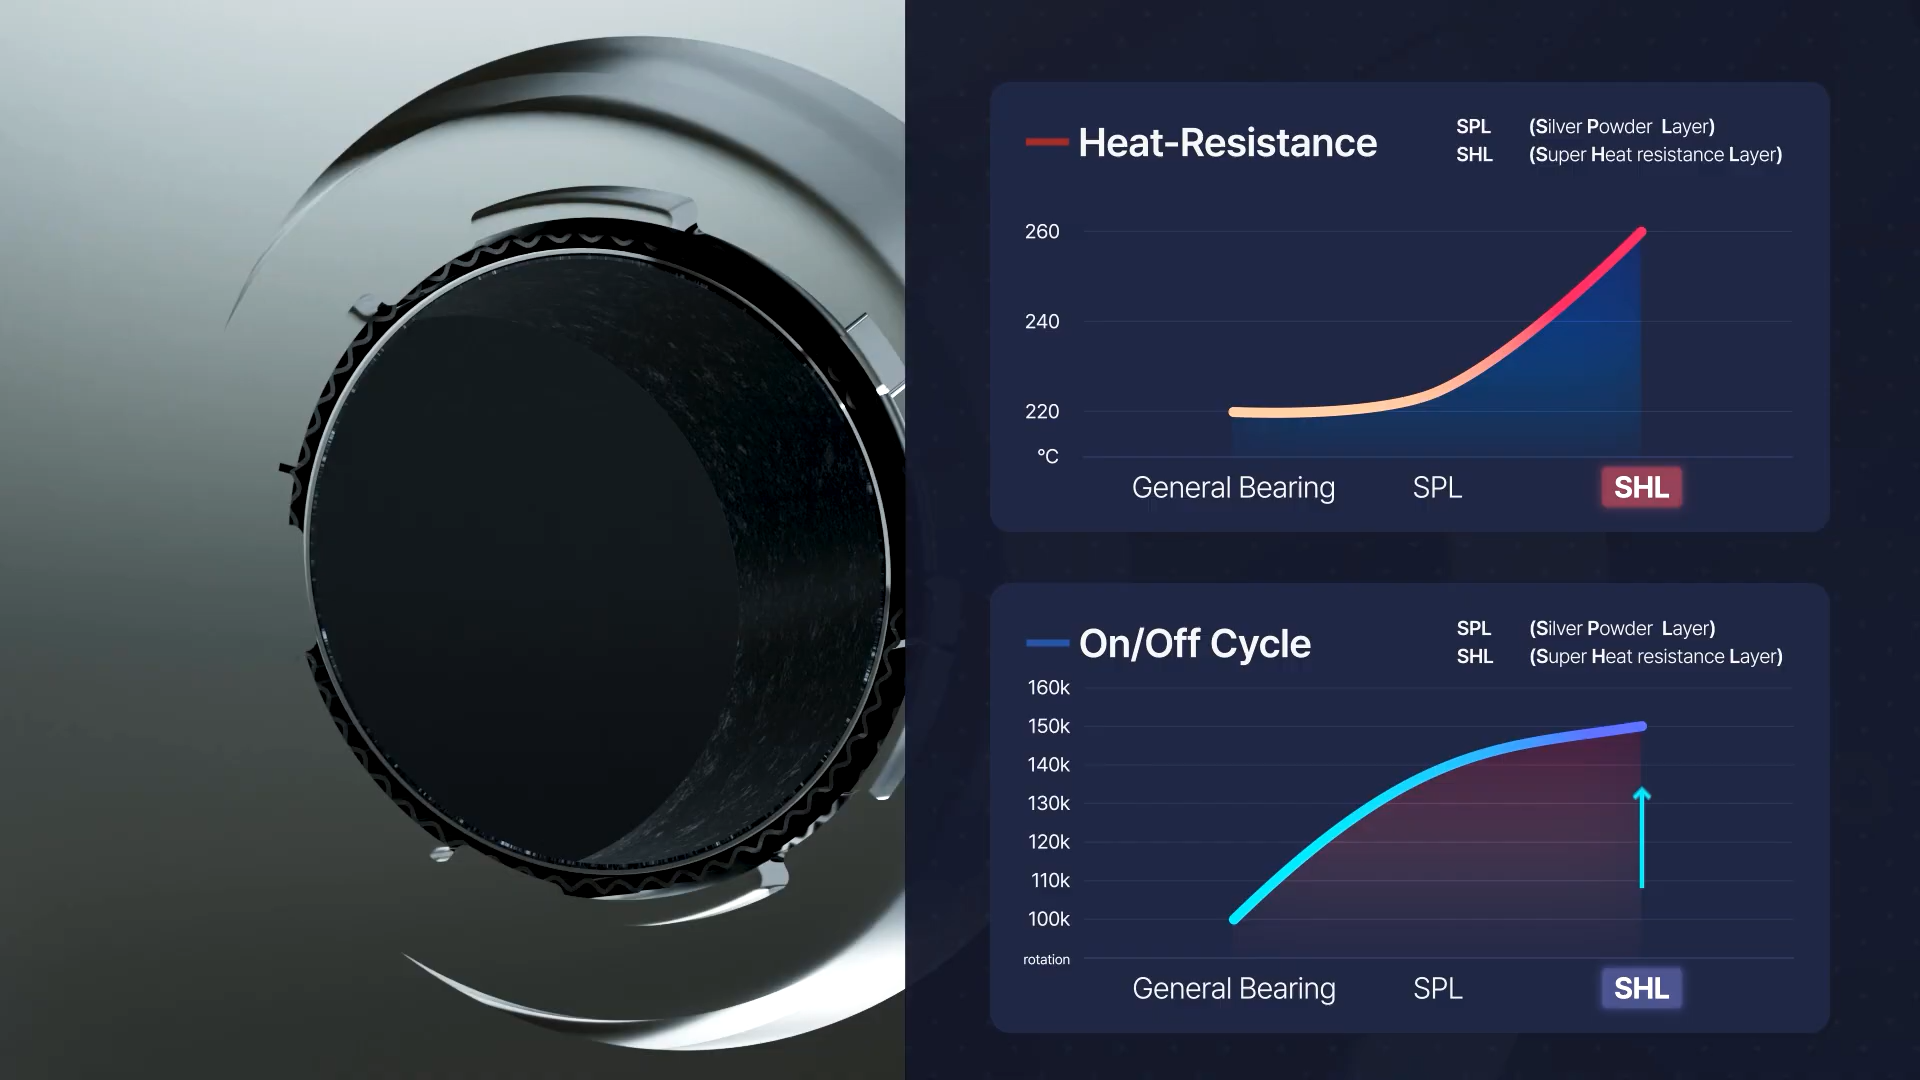 Heat-Resistance
SPL (Silver Powder Layer)
SHL (Super Heat resistance Layer)
260
240
220
°C
General Bearing SPL SHL
On/Off Cycle
SPL (Silver Powder Layer)
SHL (Super Heat resistance Layer)
160k
150k
140k
130k
120k
110k
100k
rotation
General Bearing SPL SHL